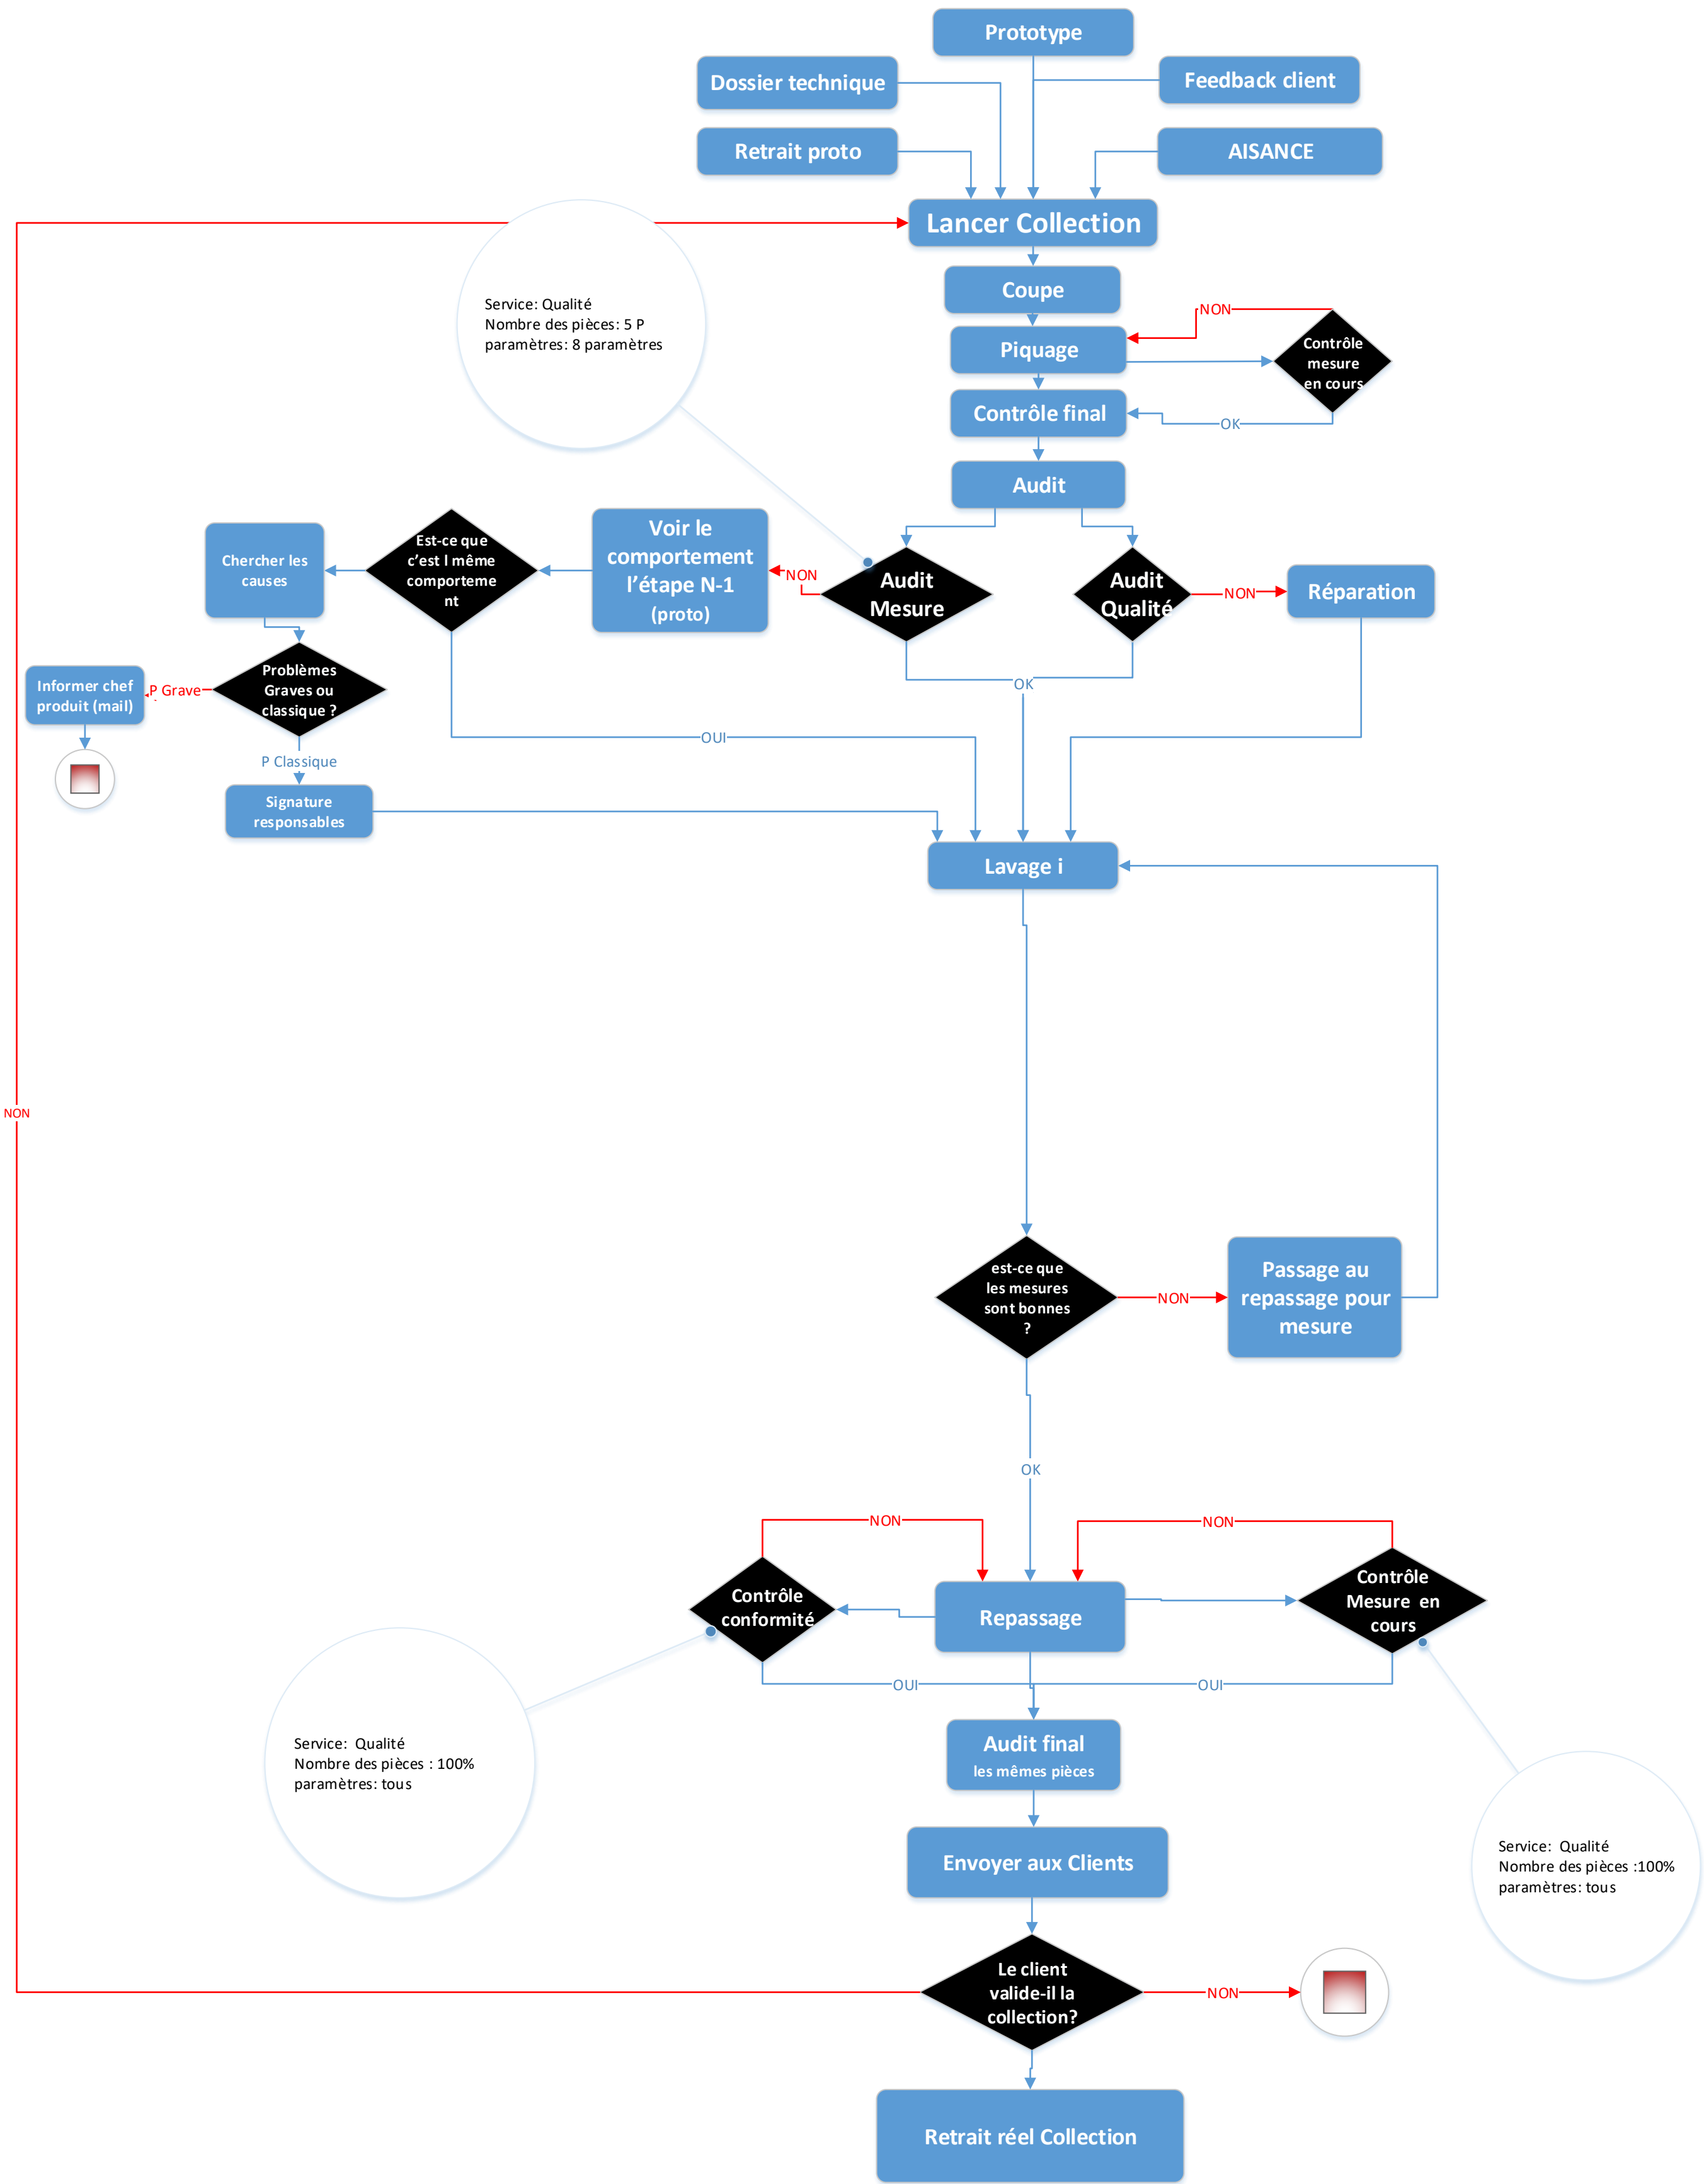 Prototype
Dossier technique
Feedback client
Retrait proto
AISANCE
Lancer Collection
Service: Qualité
Nombre des pièces: 5 P
paramètres: 8 paramètres
Coupe
NON
Piquage
Contrôle
mesure
en cours
Contrôle final
OK
Audit
Chercher les
causes
Est-ce que
c’est l même
comporteme
nt
Voir le
comportement
l’étape N-1
(proto)
NON
Audit
Mesure
Audit
Qualité
NON
Réparation
Informer chef
produit (mail)
P Grave
Problèmes
Graves ou
classique ?
OK
OUI
P Classique
Signature
responsables
Lavage i
NON
est-ce que
les mesures
sont bonnes
?
NON
Passage au
repassage pour
mesure
OK
NON
NON
Contrôle
conformité
Repassage
Contrôle
Mesure en
cours
OUI
OUI
Service: Qualité
Nombre des pièces : 100%
paramètres: tous
Audit final
les mêmes pièces
Envoyer aux Clients
Service: Qualité
Nombre des pièces :100%
paramètres: tous
Le client
valide-il la
collection?
NON
Retrait réel Collection